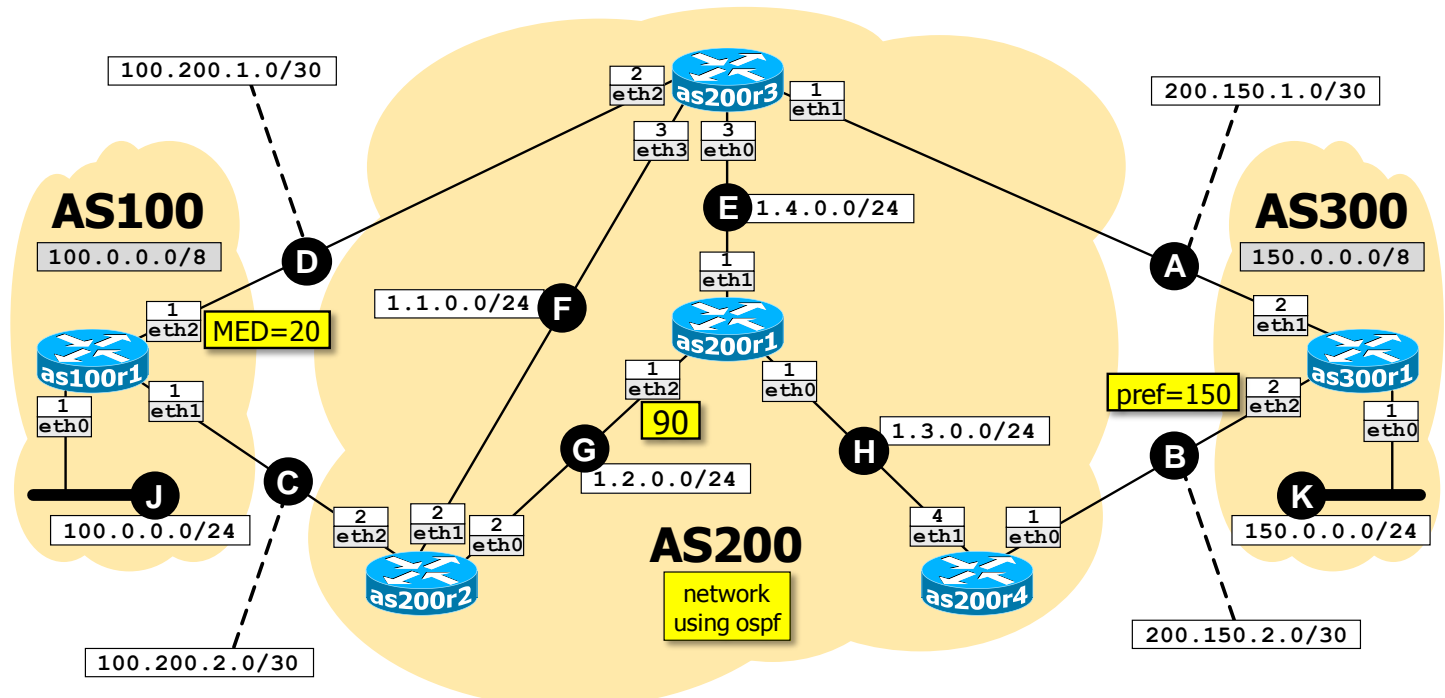 100.200.1.0/30
2
eth2
as200r3
1
eth1
200.150.1.0/30
3
eth3
3
eth0
AS100
100.0.0.0/8
D
E
1.4.0.0/24
A
AS300
150.0.0.0/8
1
eth2
MED=20
1.1.0.0/24
F
1
eth1
as200r1
2
eth1
as100r1
1
eth0
1
eth1
1
eth2
90
1
eth0
pref=150
2
eth2
as300r1
1
eth0
G
1.2.0.0/24
H
1.3.0.0/24
B
J
100.0.0.0/24
C
K
150.0.0.0/24
2
eth2
2
eth1
2
eth0
as200r2
AS200
network
using ospf
4
eth1
1
eth0
as200r4
100.200.2.0/30
200.150.2.0/30